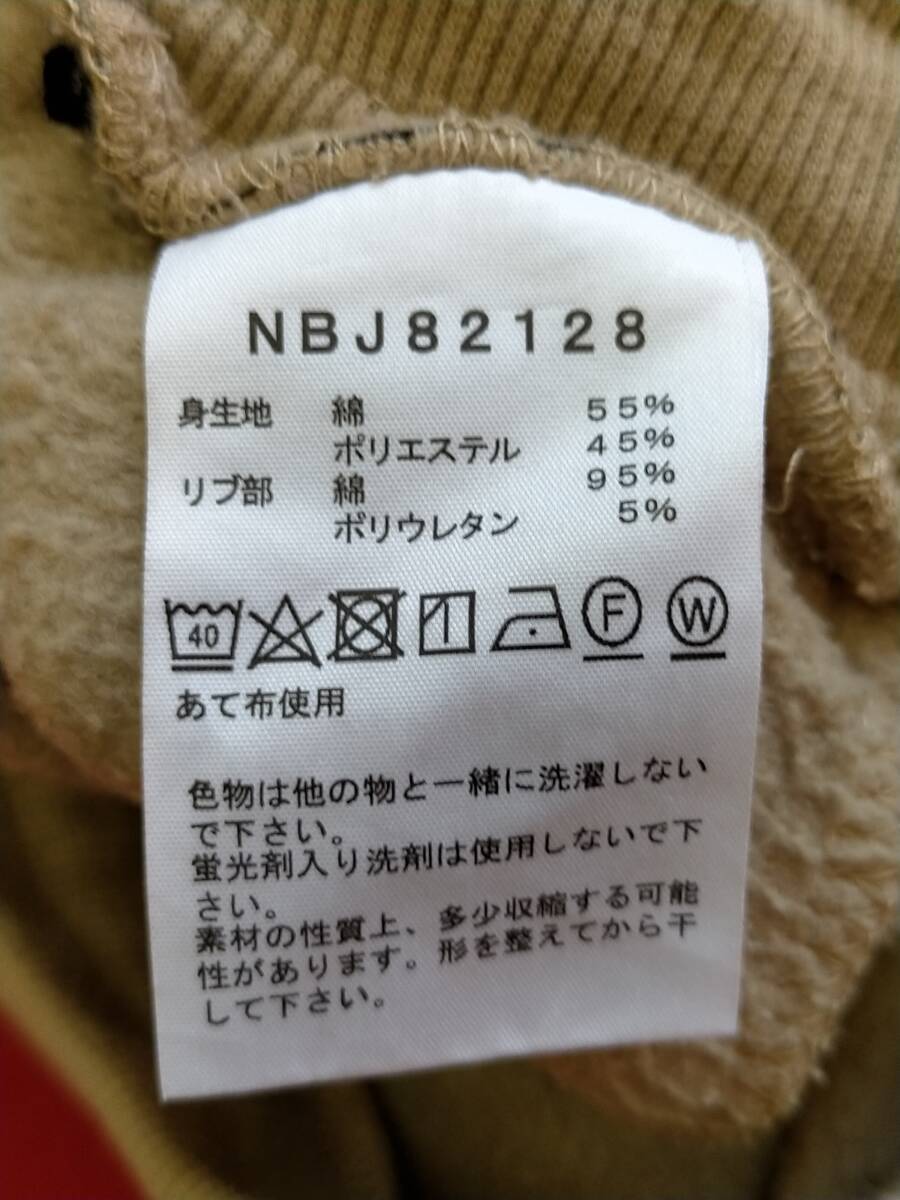 NBJ82128
身生地 綿 55%
ポリエステル 45%
リブ部 綿 95%
ポリウレタン 5%
40 F W
あて布使用
色物は他の物と一緒に洗濯しない
で下さい。
蛍光剤入り洗剤は使用しないで下
さい。
素材の性質上、多少収縮する可能
性があります。形を整えてから干
して下さい。